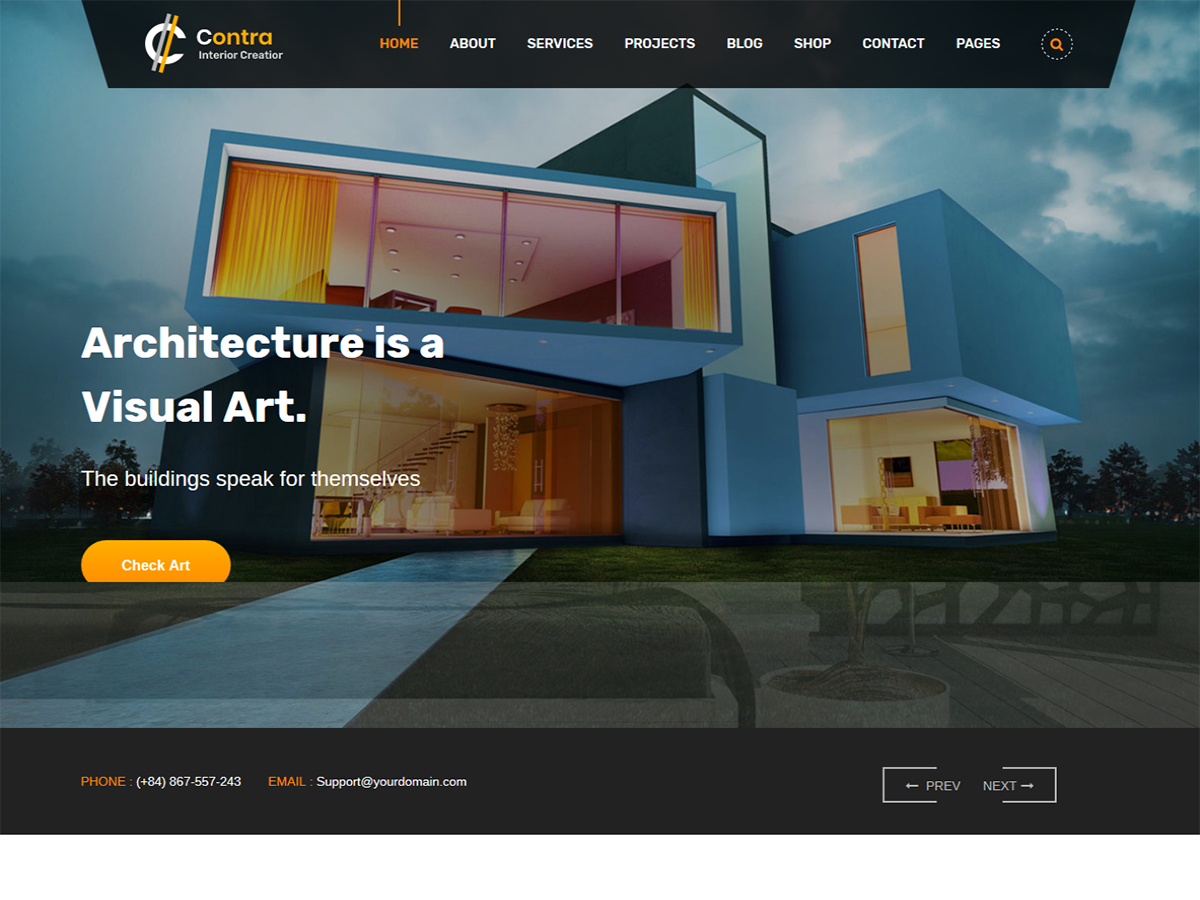 Contra
Interior Creation
HOME ABOUT SERVICES PROJECTS BLOG SHOP CONTACT PAGES
Architecture is a
Visual Art.
The buildings speak for themselves
Check Art
PHONE : (+84) 867-557-243 EMAIL : Support@yourdomain.com
← PREV NEXT →